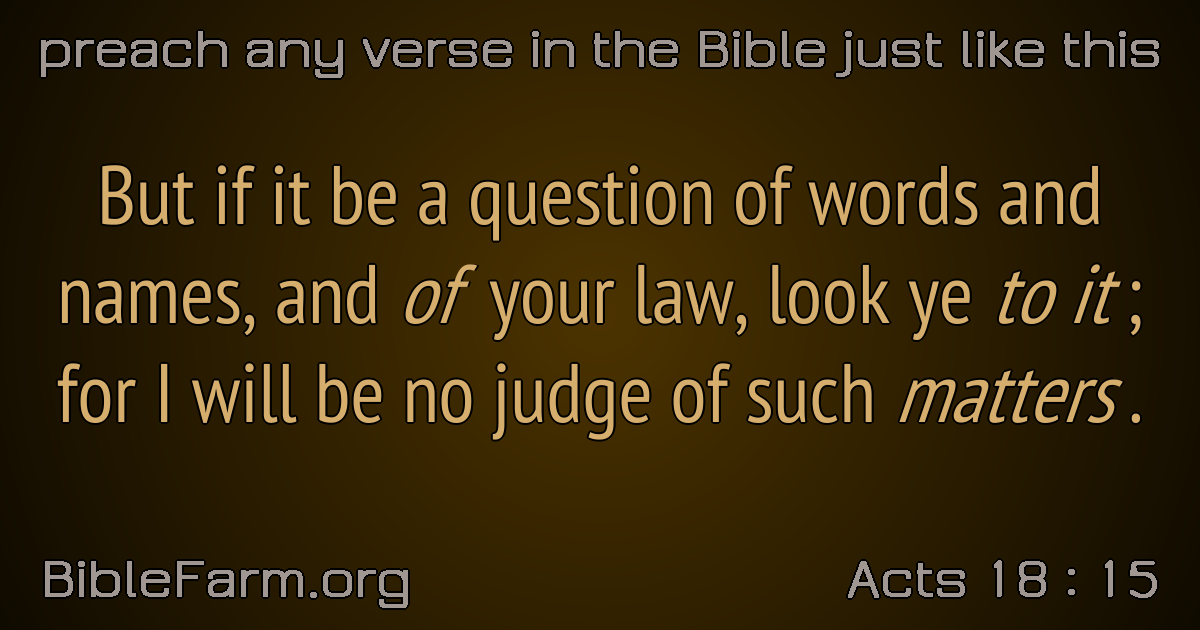 preach any verse in the Bible just like this
But if it be a question of words and
names, and of your law, look ye to it ;
for I will be no judge of such matters .
BibleFarm.org
Acts 18 : 15